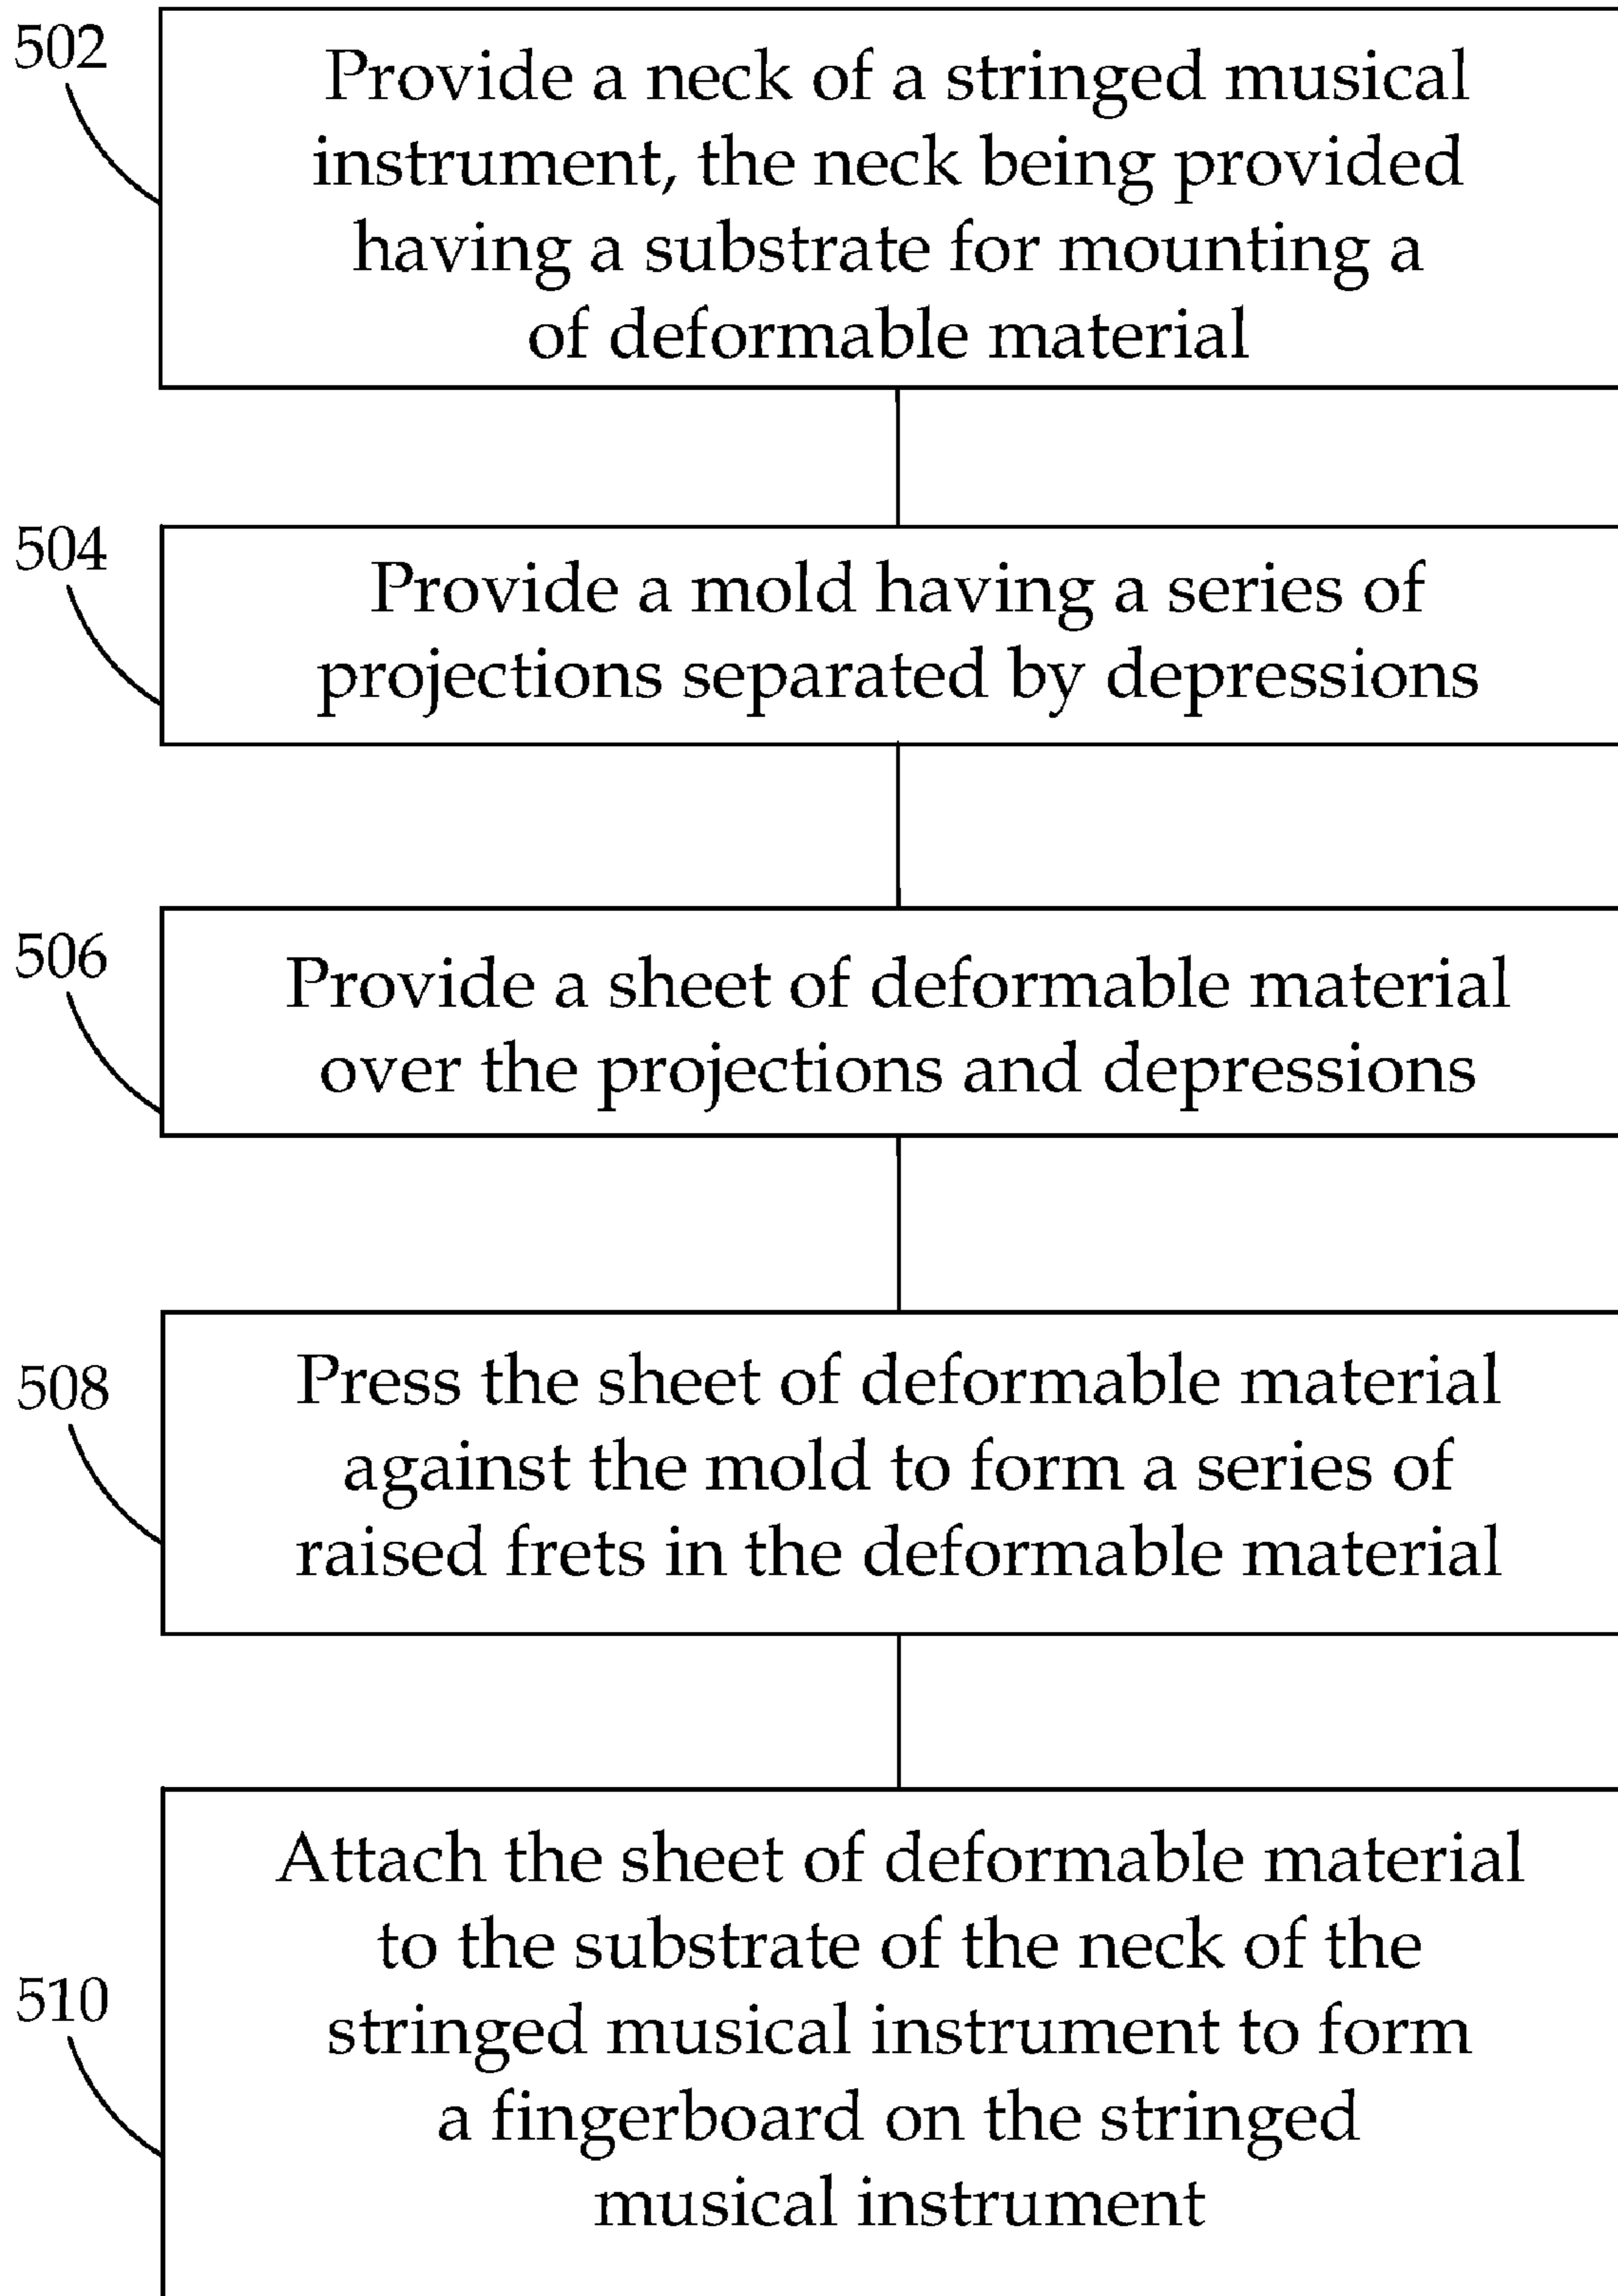 502
Provide a neck of a stringed musical
instrument, the neck being provided
having a substrate for mounting a
of deformable material
504
Provide a mold having a series of
projections separated by depressions
506
Provide a sheet of deformable material
over the projections and depressions
508
Press the sheet of deformable material
against the mold to form a series of
raised frets in the deformable material
510
Attach the sheet of deformable material
to the substrate of the neck of the
stringed musical instrument to form
a fingerboard on the stringed
musical instrument